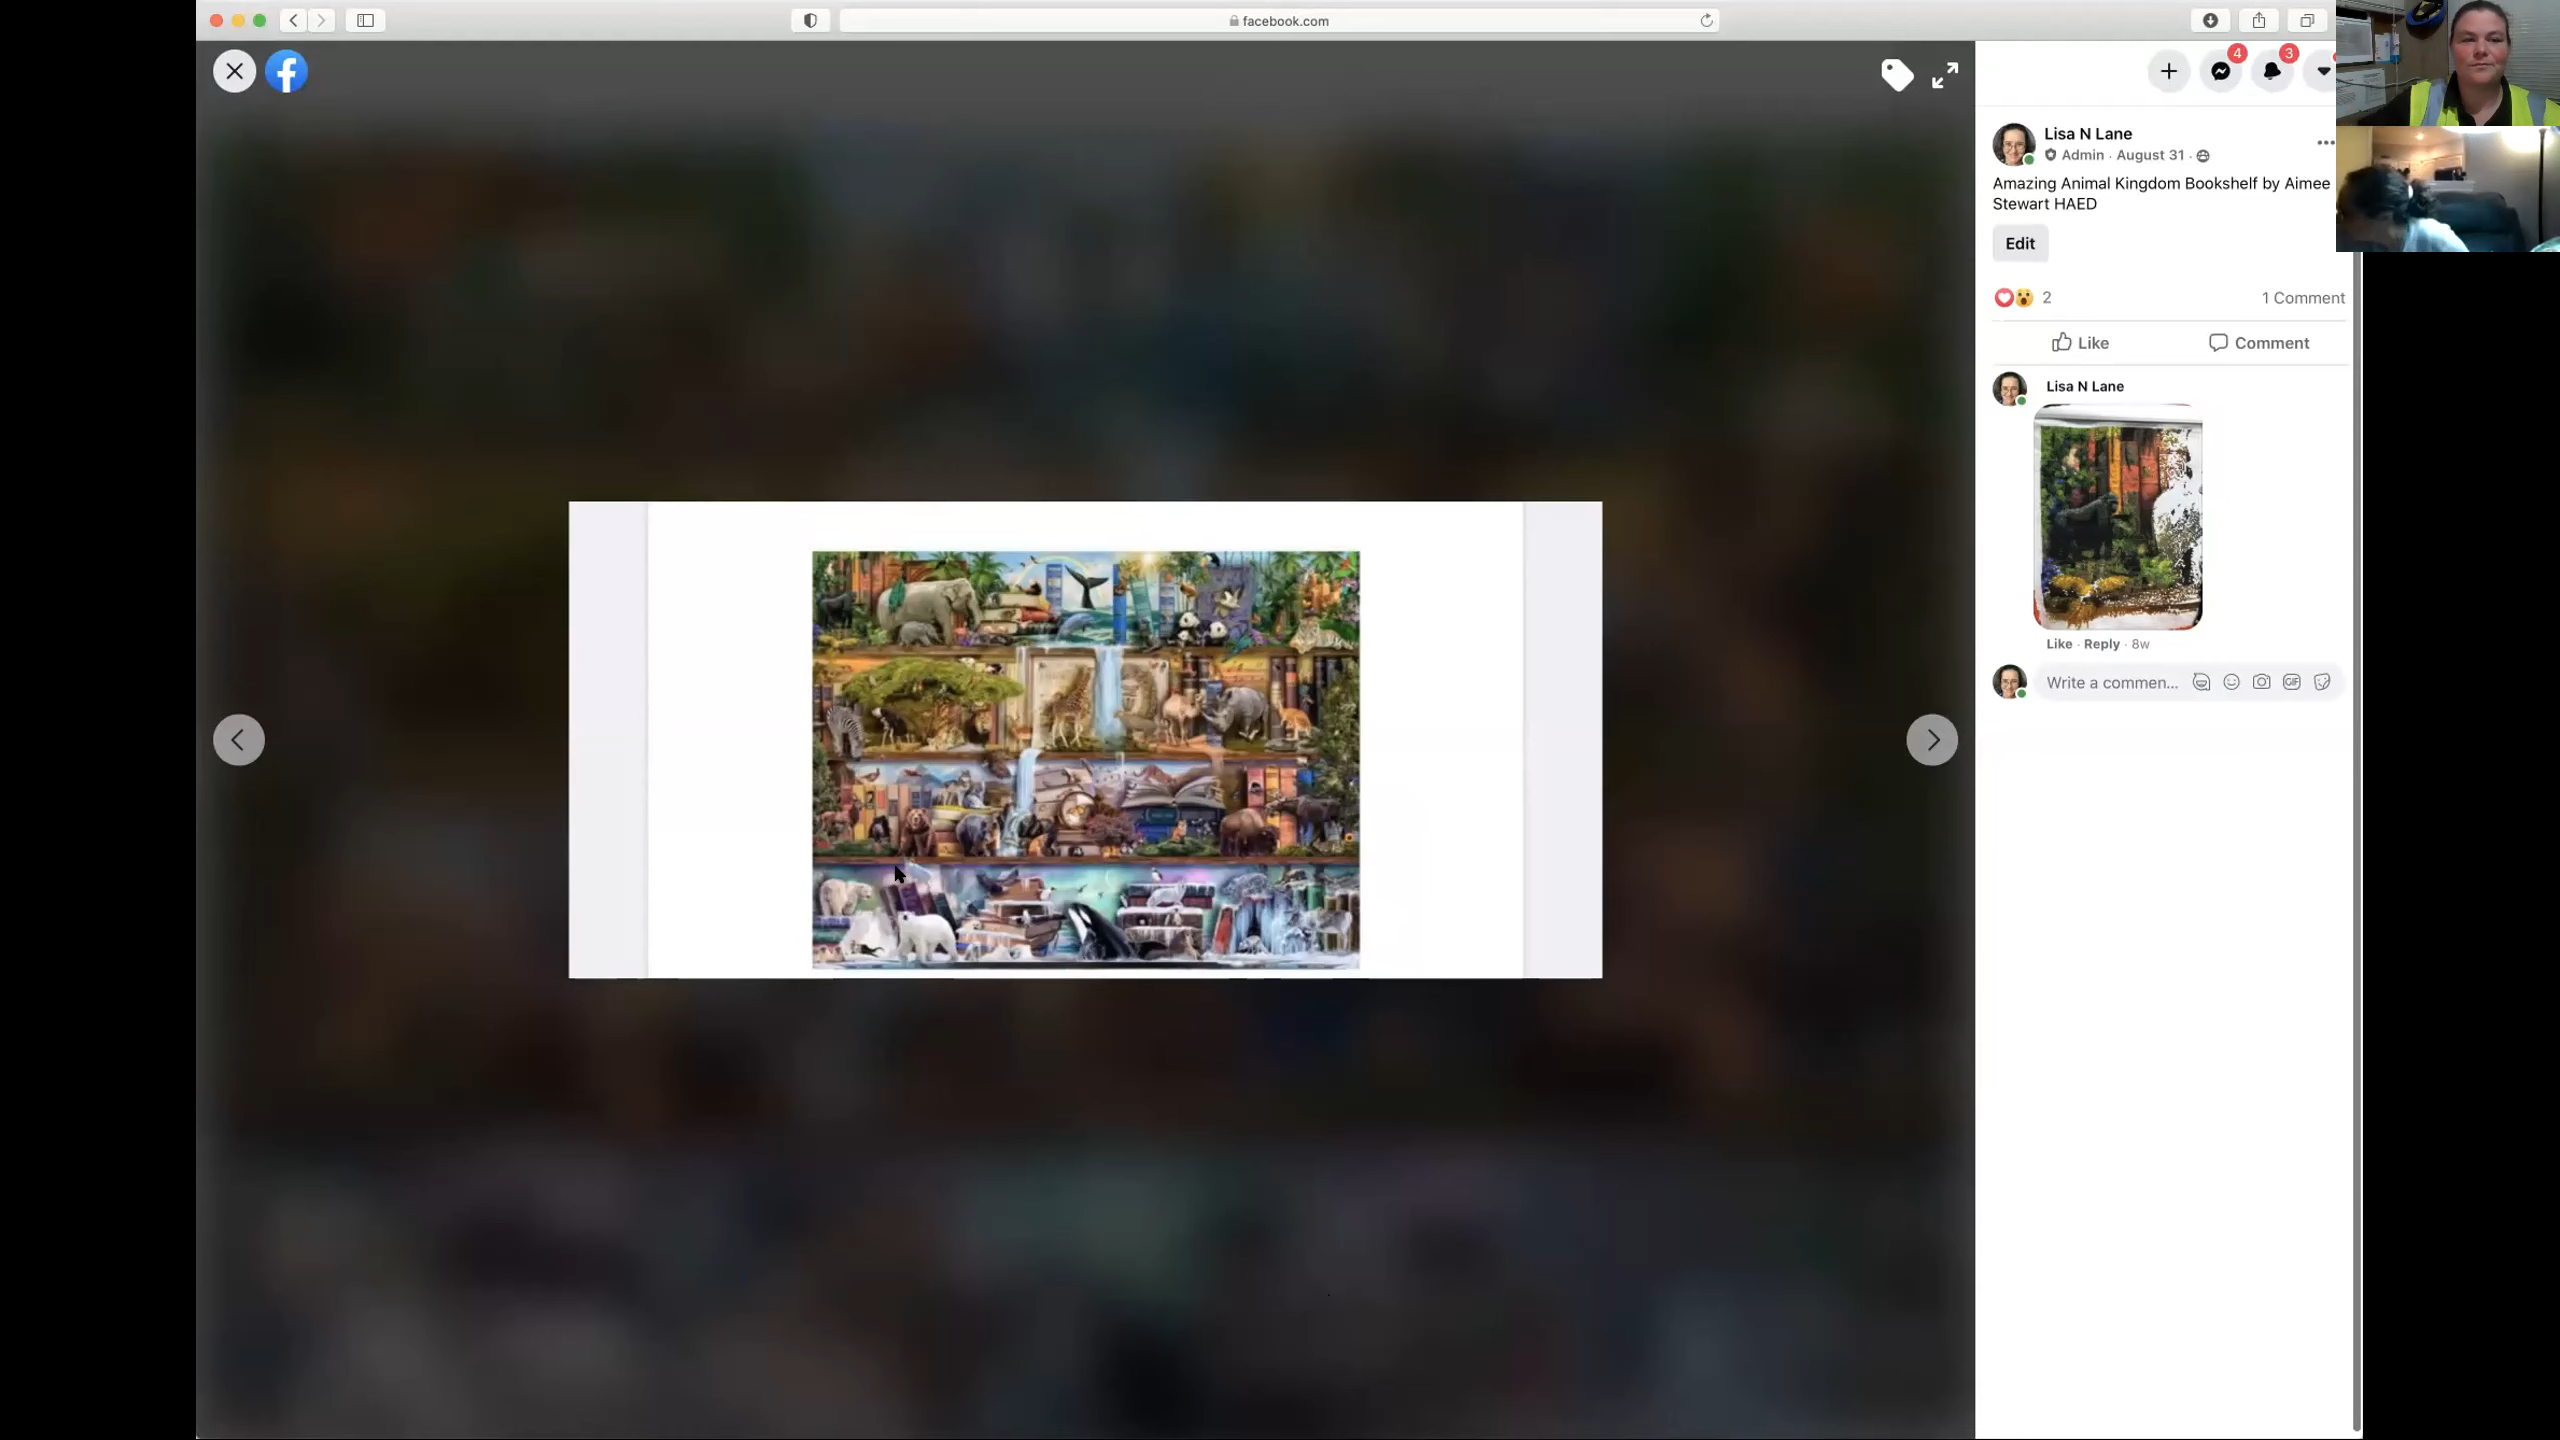 facebook.com
4
3
Lisa N Lane
Admin · August 31 ·
Amazing Animal Kingdom Bookshelf by Aimee
Stewart HAED
Edit
2
1 Comment
Like
Comment
Lisa N Lane
Like · Reply · 8w
Write a commen...
GIF